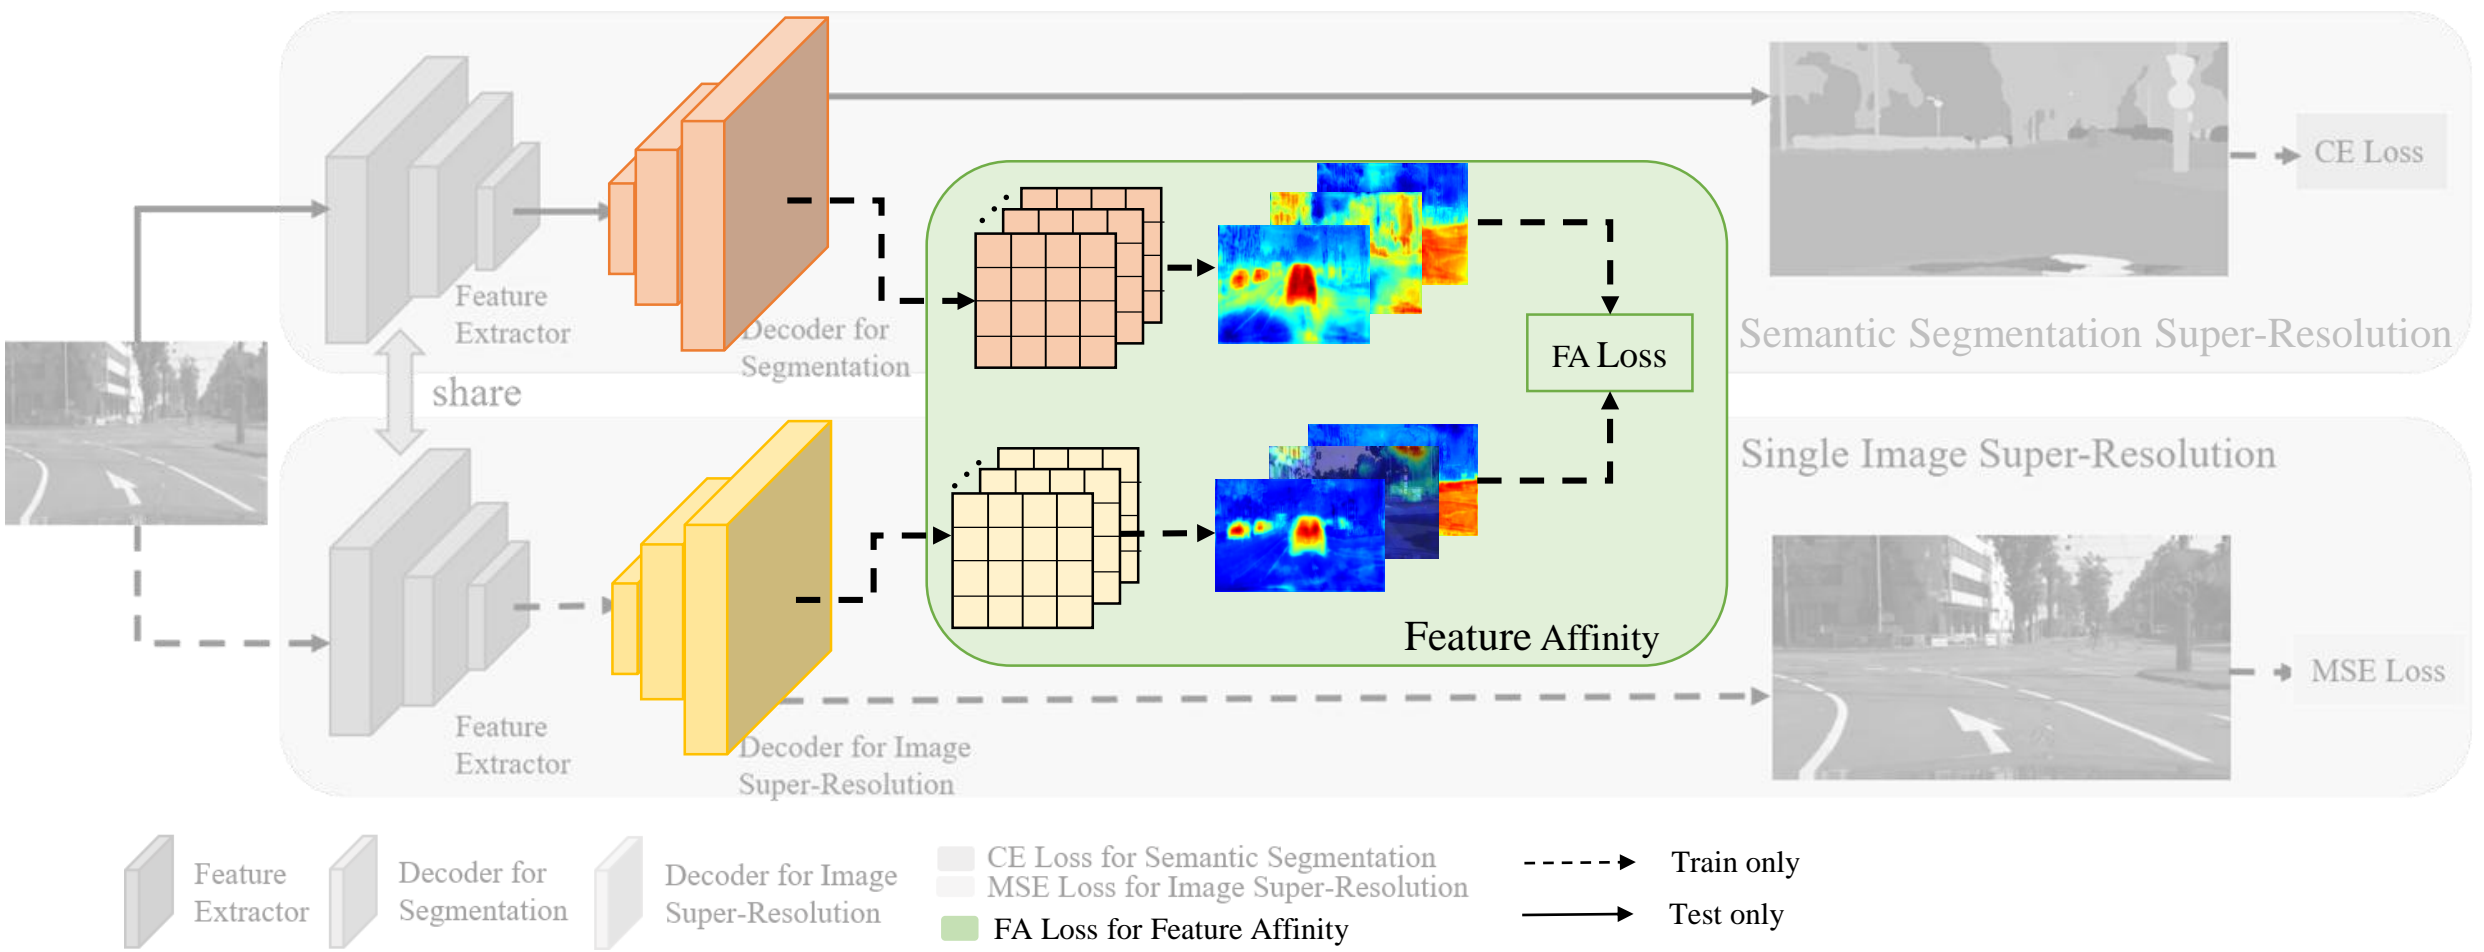 Feature
Extractor
Decoder for
Segmentation
CE Loss
Semantic Segmentation Super-Resolution
FA Loss
share
Single Image Super-Resolution
Feature Affinity
MSE Loss
Feature
Extractor
Decoder for Image
Super-Resolution
Feature
Extractor
Decoder for
Segmentation
Decoder for Image
Super-Resolution
CE Loss for Semantic Segmentation
MSE Loss for Image Super-Resolution
FA Loss for Feature Affinity
Train only
Test only